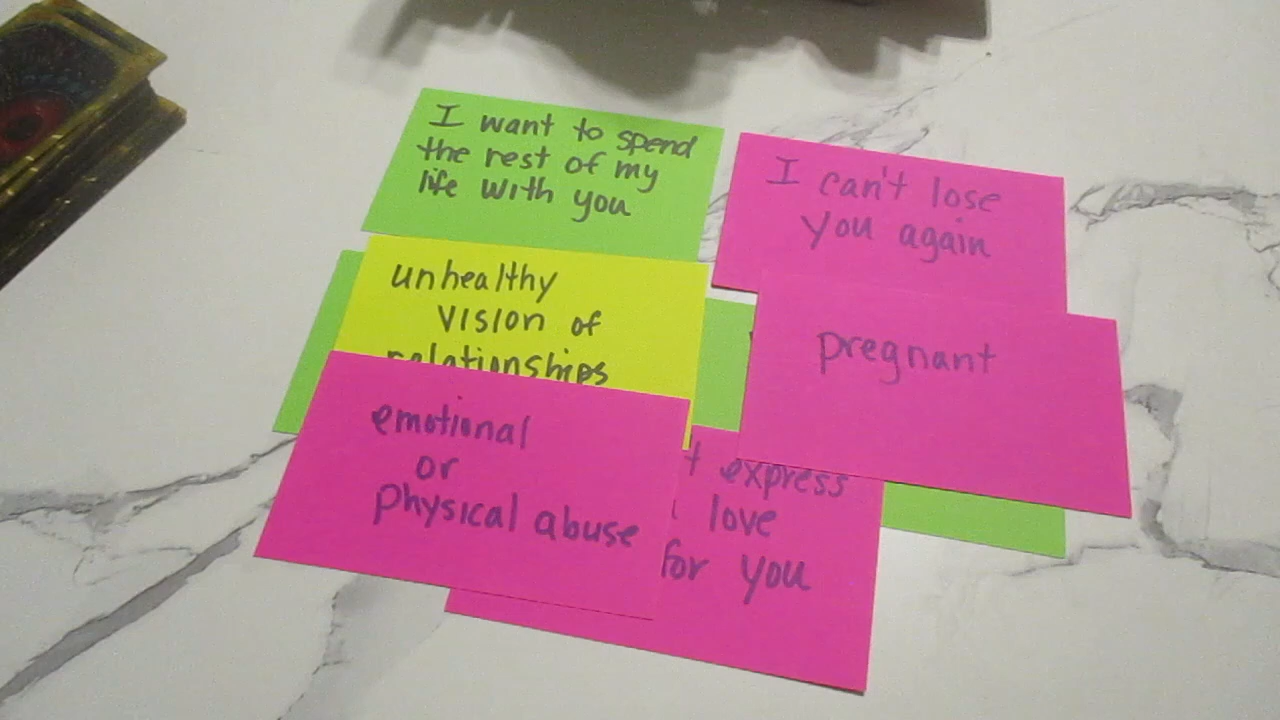 I want to spend
the rest of my
life with you
I can't lose
you again
unhealthy
vision of
relationships
pregnant
emotional
or
physical abuse
express
love
for you